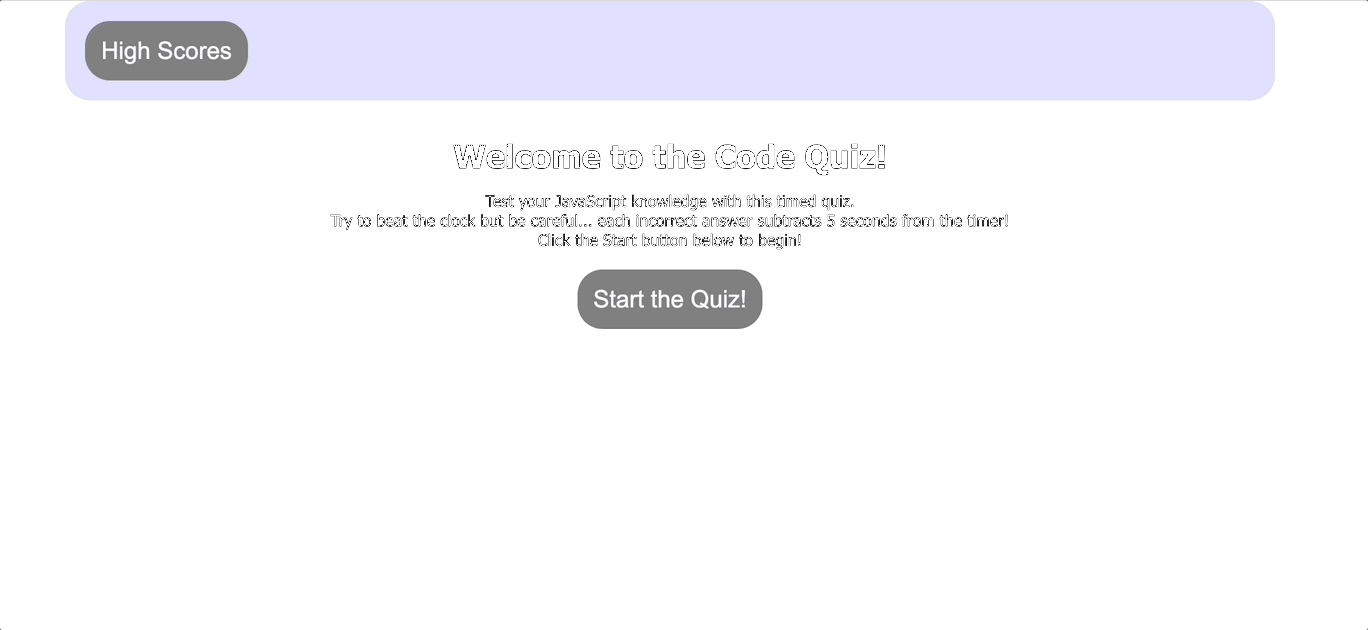 High Scores
Welcome to the Code Quiz!
Test your JavaScript knowledge with this timed quiz.
Try to beat the clock but be careful... each incorrect answer subtracts 5 seconds from the timer!
Click the Start button below to begin!
Start the Quiz!